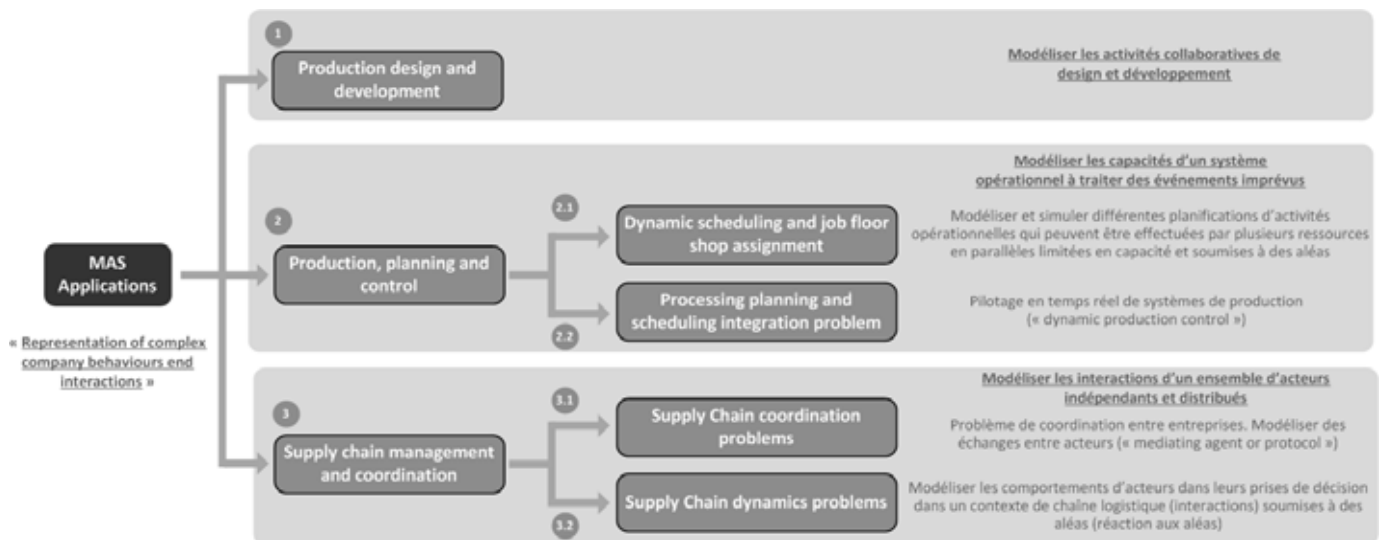 MAS
Applications
« Representation of complex
company behaviours end
interactions »
1
Production design and
development
Modéliser les activités collaboratives de
design et développement
2
Production, planning and
control
2.1
Dynamic scheduling and job floor
shop assignment
2.2
Processing planning and
scheduling integration problem
Modéliser les capacités d'un système
opérationnel à traiter des événements imprévus
Modéliser et simuler différentes planifications d'activités
opérationnelles qui peuvent être effectuées par plusieurs ressources
en parallèles limitées en capacité et soumises à des aléas
Pilotage en temps réel de systèmes de production
(« dynamic production control »)
3
Supply chain management
and coordination
3.1
Supply Chain coordination
problems
3.2
Supply Chain dynamics problems
Modéliser les interactions d'un ensemble d'acteurs
indépendants et distribués
Problème de coordination entre entreprises. Modéliser des
échanges entre acteurs (« mediating agent or protocol »)
Modéliser les comportements d'acteurs dans leurs prises de décision
dans un contexte de chaîne logistique (interactions) soumises à des
aléas (réaction aux aléas)